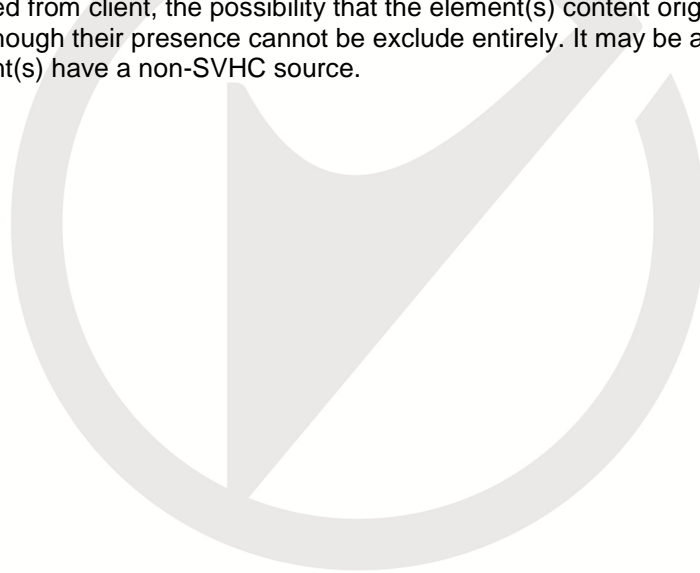 ed from client, the possibility that the element(s) content orig
hough their presence cannot be exclude entirely. It may be a
nt(s) have a non-SVHC source.